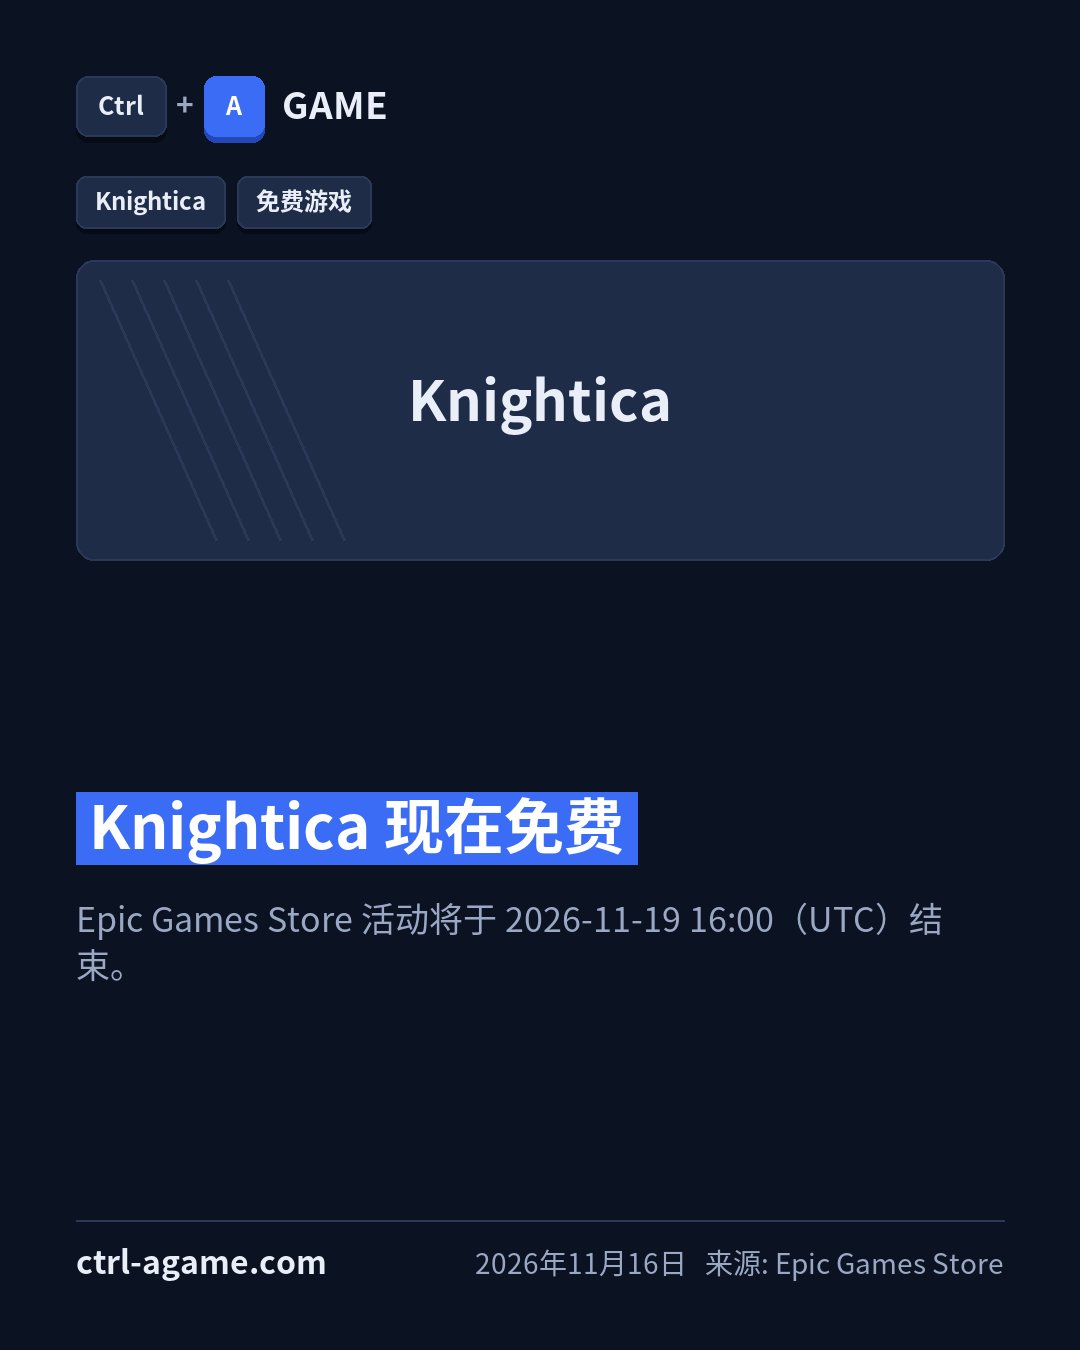 Ctrl + A GAME
Knightica 免费游戏
Knightica
Knightica 现在免费
Epic Games Store 活动将于 2026-11-19 16:00（UTC）结
束。
ctrl-agame.com 2026年11月16日 来源: Epic Games Store